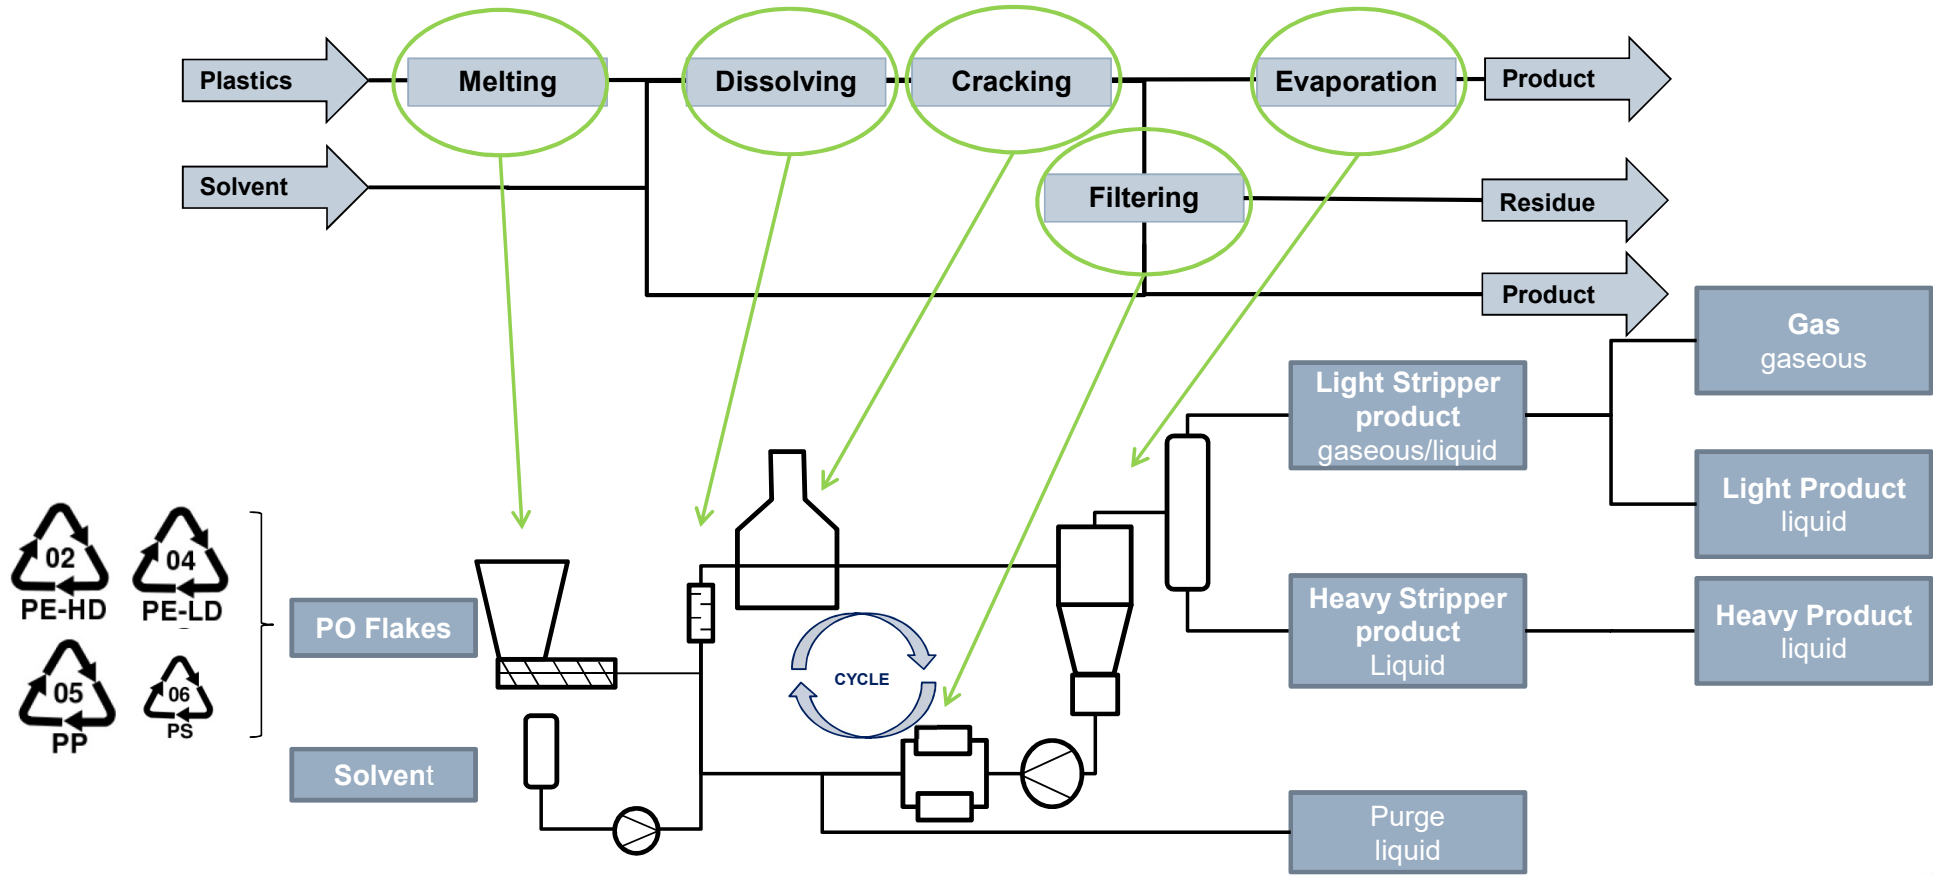 Plastics
Melting
Dissolving
Cracking
Evaporation
Product
Solvent
Filtering
Residue
Product
Gas
gaseous
Light Stripper
product
gaseous/liquid
Light Product
liquid
02
PE-HD
04
PE-LD
05
PP
06
PS
PO Flakes
Solvent
CYCLE
Heavy Stripper
product
Liquid
Heavy Product
liquid
Purge
liquid